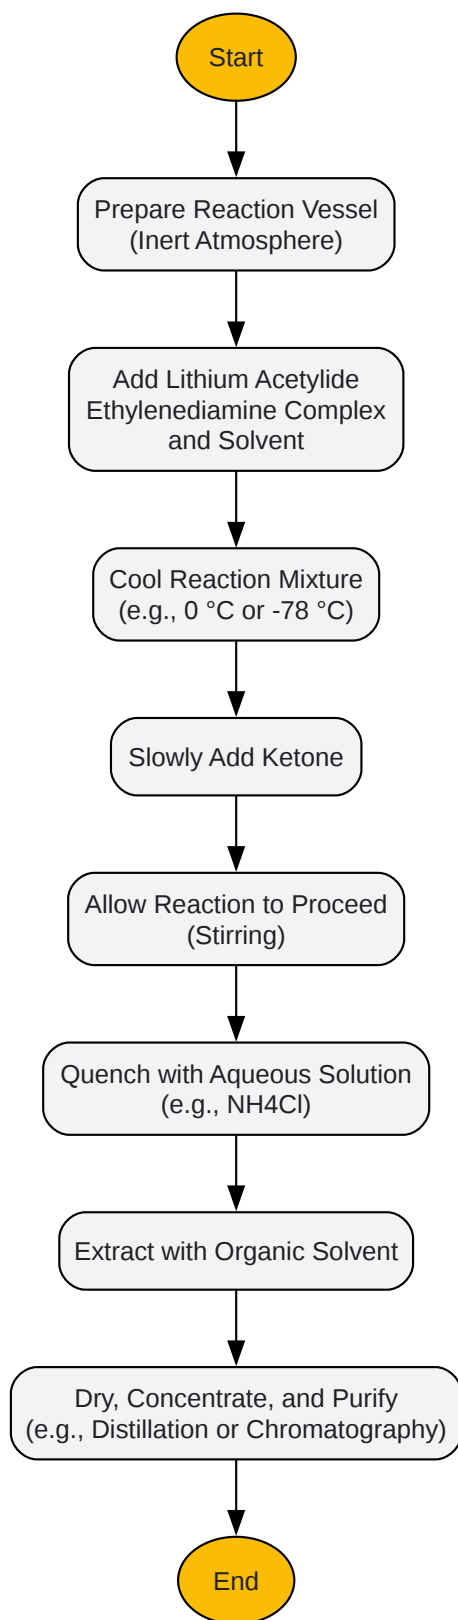 Start
Prepare Reaction Vessel
(Inert Atmosphere)
Add Lithium Acetylide
Ethylenediamine Complex
and Solvent
Cool Reaction Mixture
(e.g., 0 °C or -78 °C)
Slowly Add Ketone
Allow Reaction to Proceed
(Stirring)
Quench with Aqueous Solution
(e.g., NH4Cl)
Extract with Organic Solvent
Dry, Concentrate, and Purify
(e.g., Distillation or Chromatography)
End